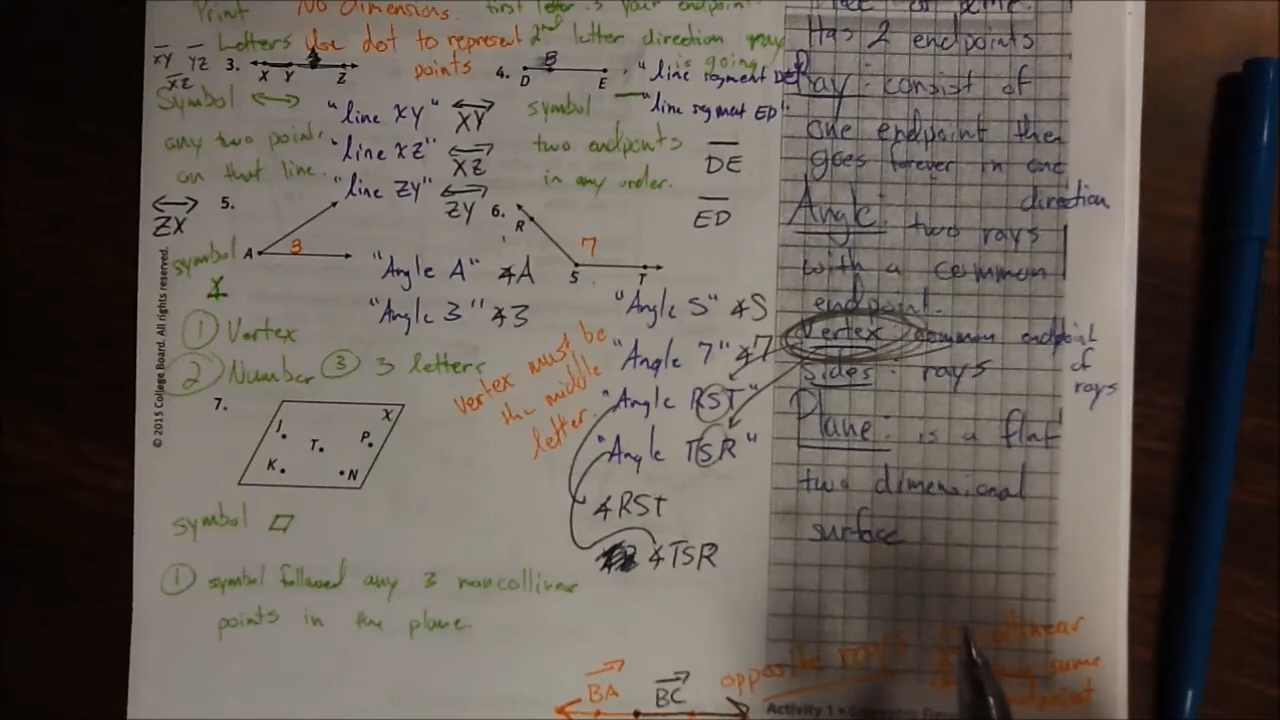 Print No Dimensions. first letter is your endpoint.
Letters Use dot to represent points
2nd letter direction ray is going
XY YZ
XZ
3. X Y Z
Symbol ↔
any two points
on that line.
"line XY" XY
"line XZ" XZ
"line ZY" ZY
ZX
4. D B E
"line segment DE"
symbol — "line segment ED"
two endpoints
in any order.
DE
ED
5. A 3
symbol
∡
"Angle A" ∡A
"Angle 3" ∡3
① Vertex
② Number ③ 3 letters
6. R S T 7
"Angle S" ∡S
"Angle 7" ∡7
"Angle RST"
"Angle TSR"
∡RST
∡TSR
vertex must be
the middle
letter.
7. J X T P K N
symbol ▱
① symbol followed any 3 noncollinear
points in the plane.
BA BC
opposite rays collinear
same
endpoint
Has 2 endpoints
Ray: consist of
one endpoint then
goes forever in one
direction
Angle: two rays
with a common
endpoint.
Vertex: common endpoint
of
rays
Sides: rays
Plane: is a flat
two dimensional
surface
© 2015 College Board. All rights reserved.
Activity 1